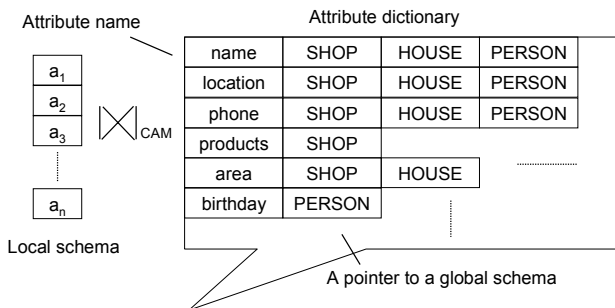 Attribute name
Attribute dictionary
a1
a2
a3
an
Local schema
CAM
name SHOP HOUSE PERSON
location SHOP HOUSE PERSON
phone SHOP HOUSE PERSON
products SHOP
area SHOP HOUSE
birthday PERSON
A pointer to a global schema